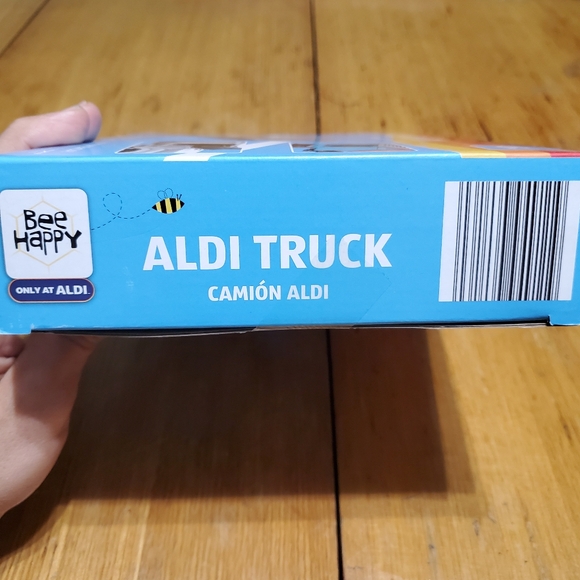 Bee
Happy
ONLY AT ALDI.
ALDI TRUCK
CAMIÓN ALDI